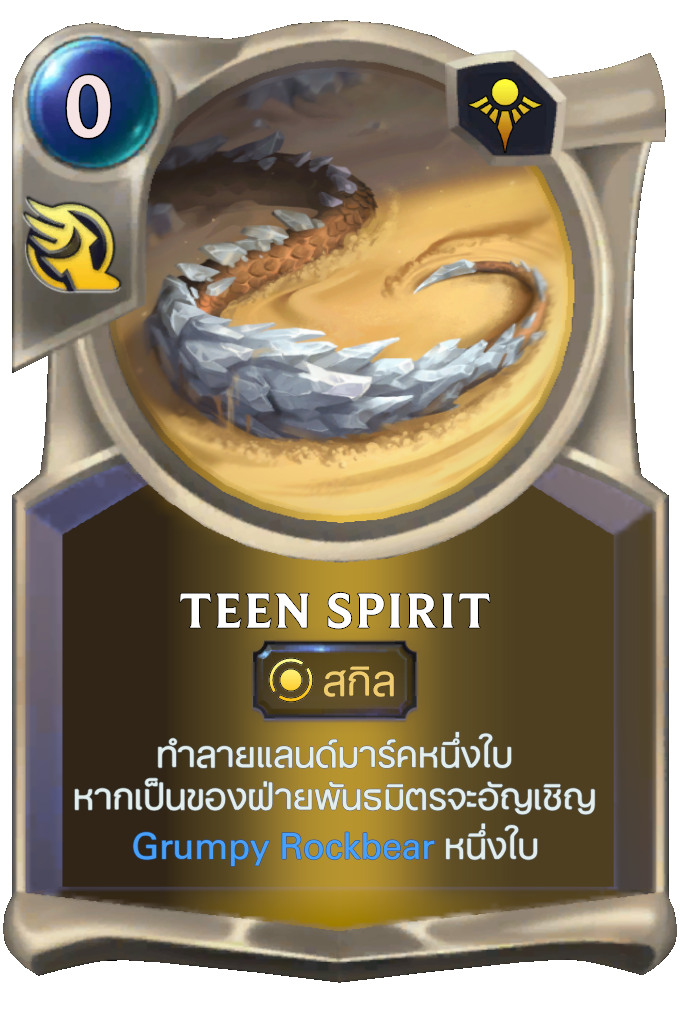 0
TEEN SPIRIT
สกิล
ทำลายแลนด์มาร์คหนึ่งใบ
หากเป็นของฝ่ายพันธมิตรจะอัญเชิญ
Grumpy Rockbear หนึ่งใบ